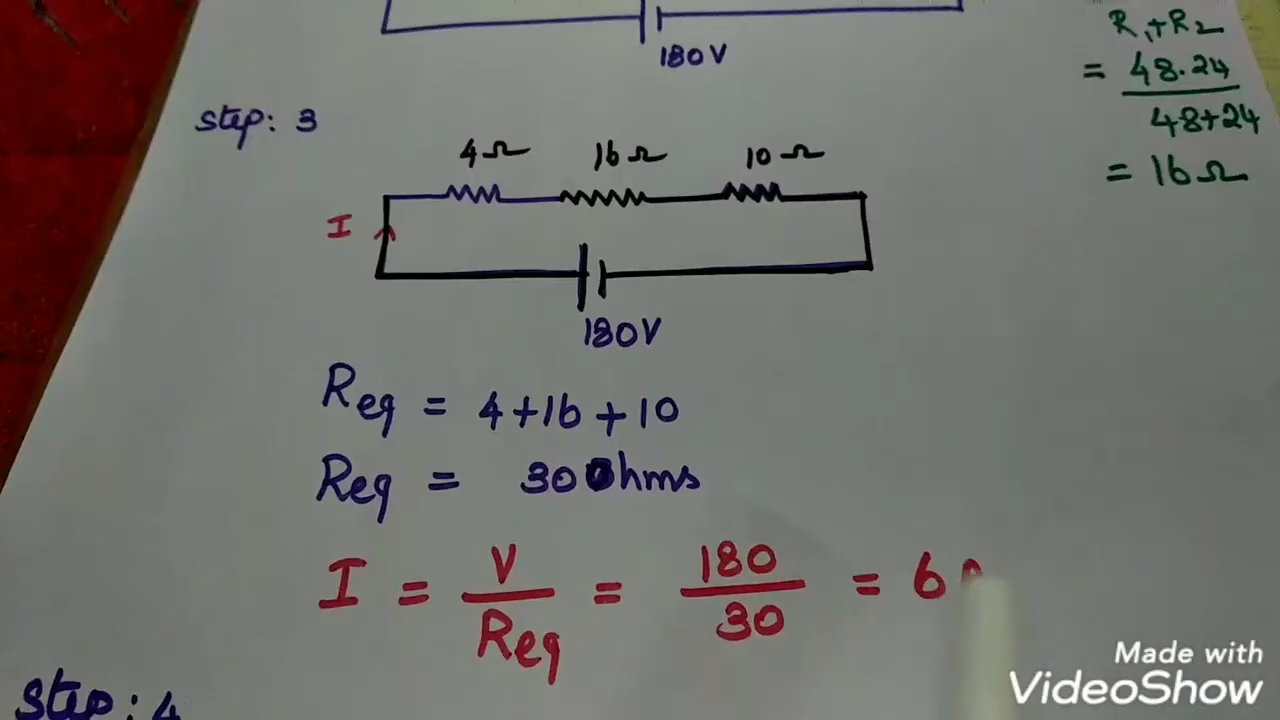 180V
R₁+R₂
= 48.24
48+24
= 16Ω
step: 3
4Ω 16Ω 10Ω
I
180V
Req = 4+16+10
Req = 30 Ohms
I = V/Req = 180/30 = 6
step: 4
Made with
VideoShow